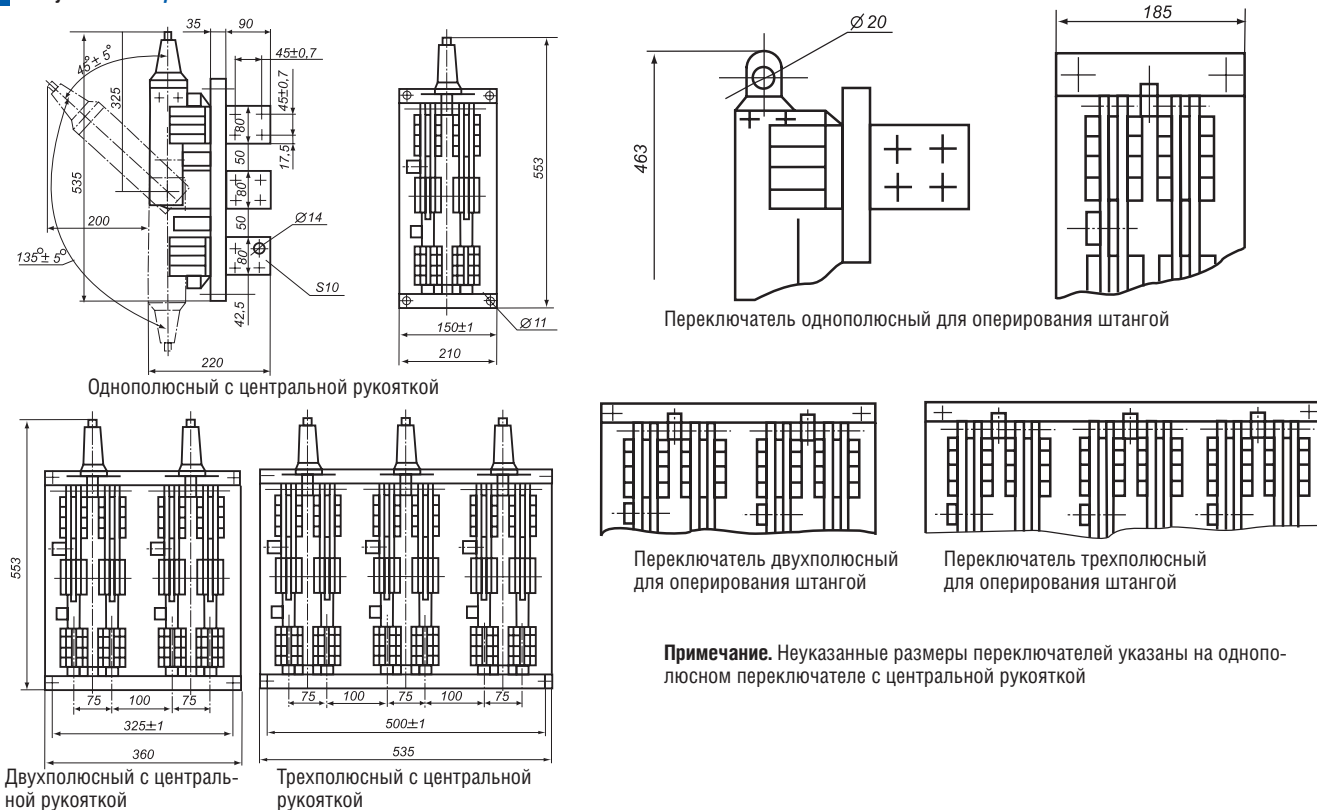 35
90
45±0,7
45°± 5°
325
45±0,7
80
17,5
50
535
80
200
50
Ø14
135°± 5°
80
S10
42.5
220
553
150±1
Ø11
210
Однополюсный с центральной рукояткой
Ø 20
463
185
Переключатель однополюсный для оперирования штангой
553
75
100
75
325±1
360
Двухполюсный с централь-
ной рукояткой
75
100
75
100
75
500±1
535
Трехполюсный с центральной
рукояткой
Переключатель двухполюсный
для оперирования штангой
Переключатель трехполюсный
для оперирования штангой
Примечание. Неуказанные размеры переключателей указаны на однопо-
люсном переключателе с центральной рукояткой